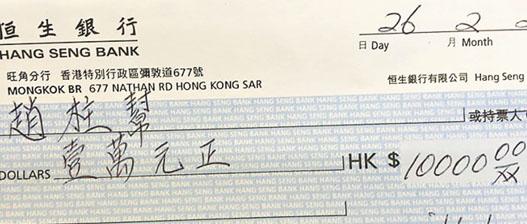 恒生銀行
HANG SENG BANK
26 2
日 Day 月 Month
旺角分行 香港特別行政區彌敦道677號
MONGKOK BR 677 NATHAN RD HONG KONG SAR
恒生銀行有限公司 Hang Seng
趙柱幫 或持票人
DOLLARS 壹萬元正 HK $ 10000 00/XX